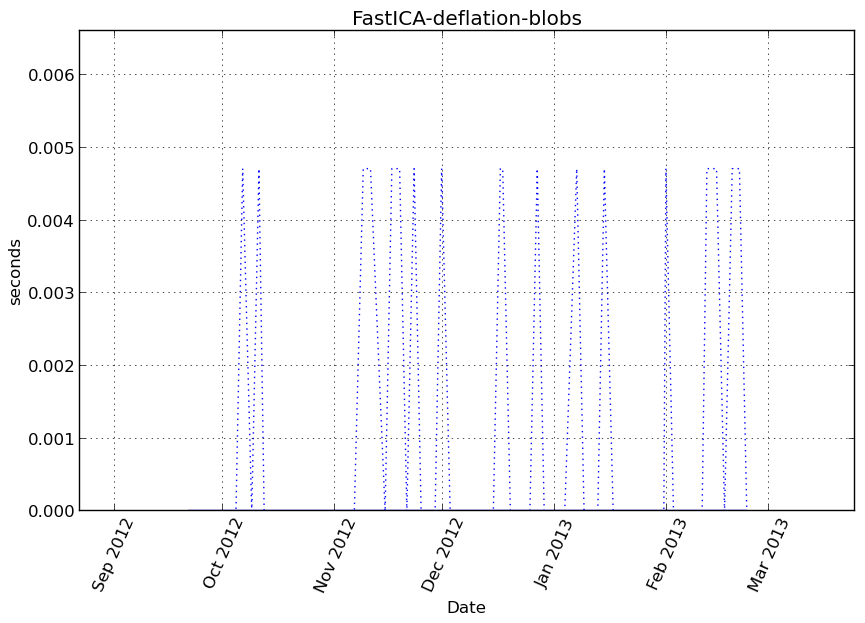 FastICA-deflation-blobs
0.006
0.005
0.004
0.003
0.002
0.001
0.000
seconds
Sep 2012
Oct 2012
Nov 2012
Dec 2012
Jan 2013
Feb 2013
Mar 2013
Date